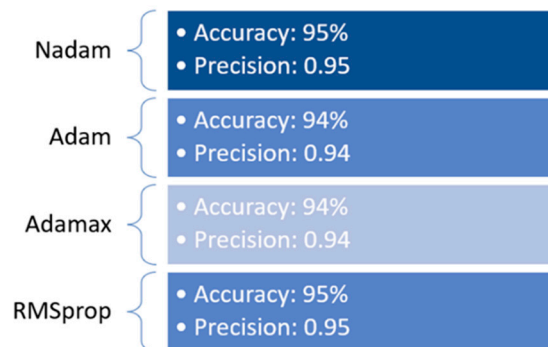 Nadam
• Accuracy: 95%
• Precision: 0.95
Adam
• Accuracy: 94%
• Precision: 0.94
Adamax
• Accuracy: 94%
• Precision: 0.94
RMSprop
• Accuracy: 95%
• Precision: 0.95